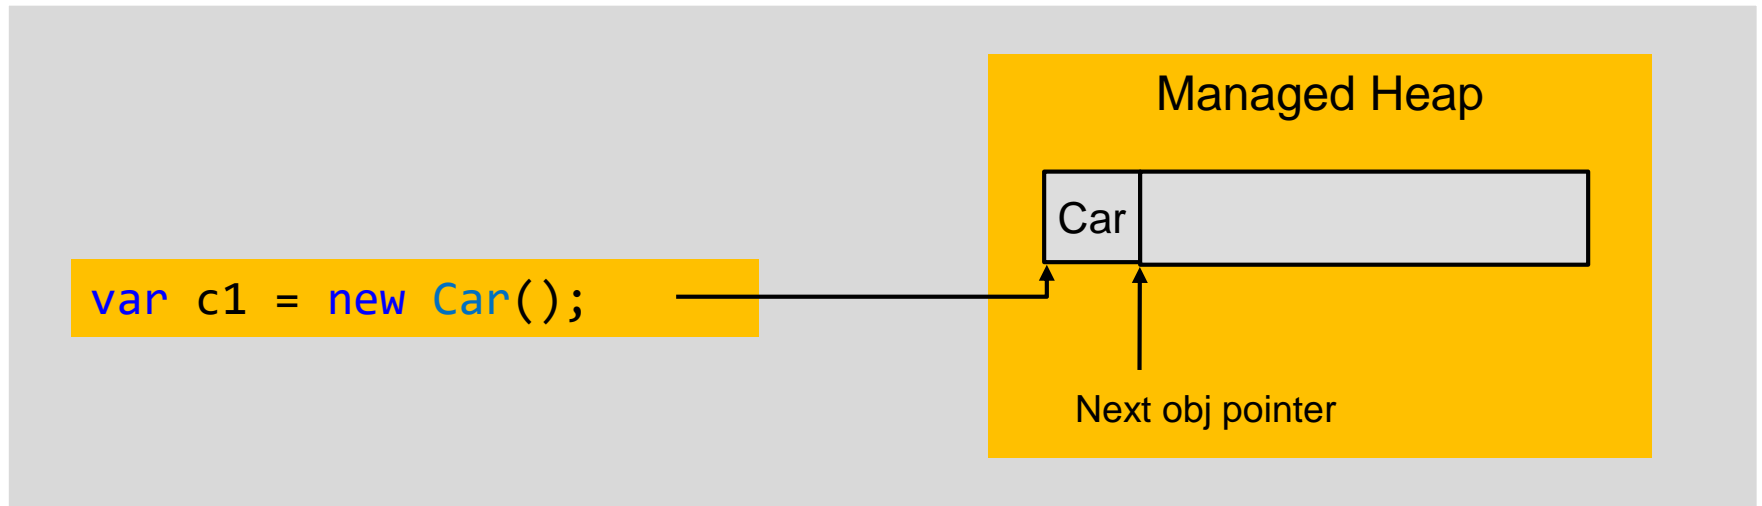 Managed Heap
Car
var c1 = new Car();
Next obj pointer